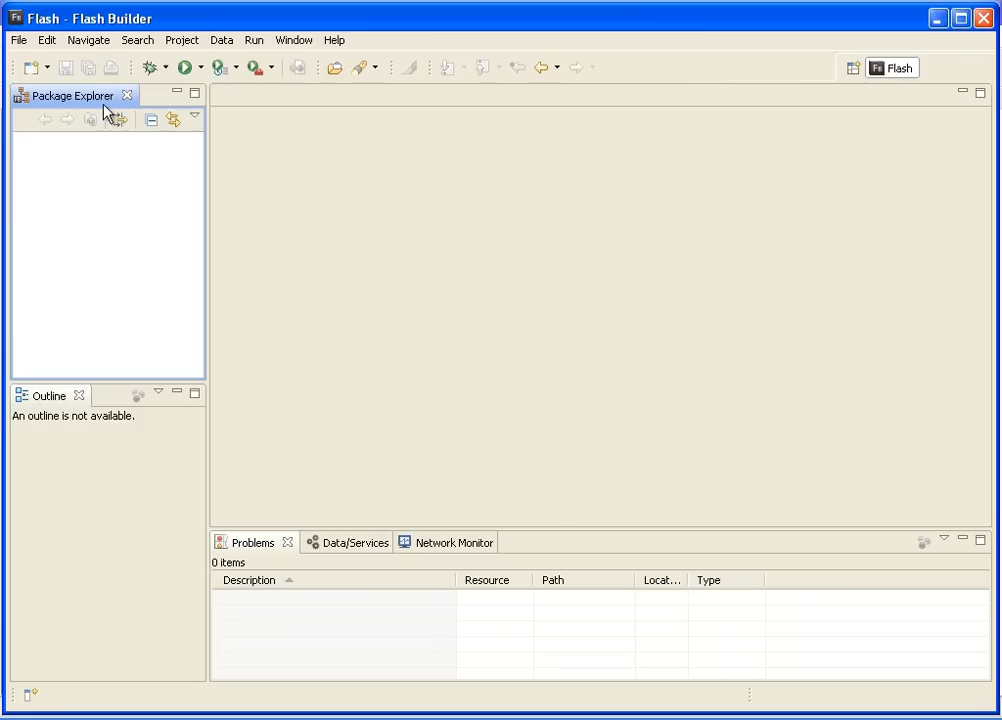 Flash - Flash Builder
File Edit Navigate Search Project Data Run Window Help
Flash
Package Explorer
Outline
An outline is not available.
Problems Data/Services Network Monitor
0 items
Description Resource Path Locat... Type